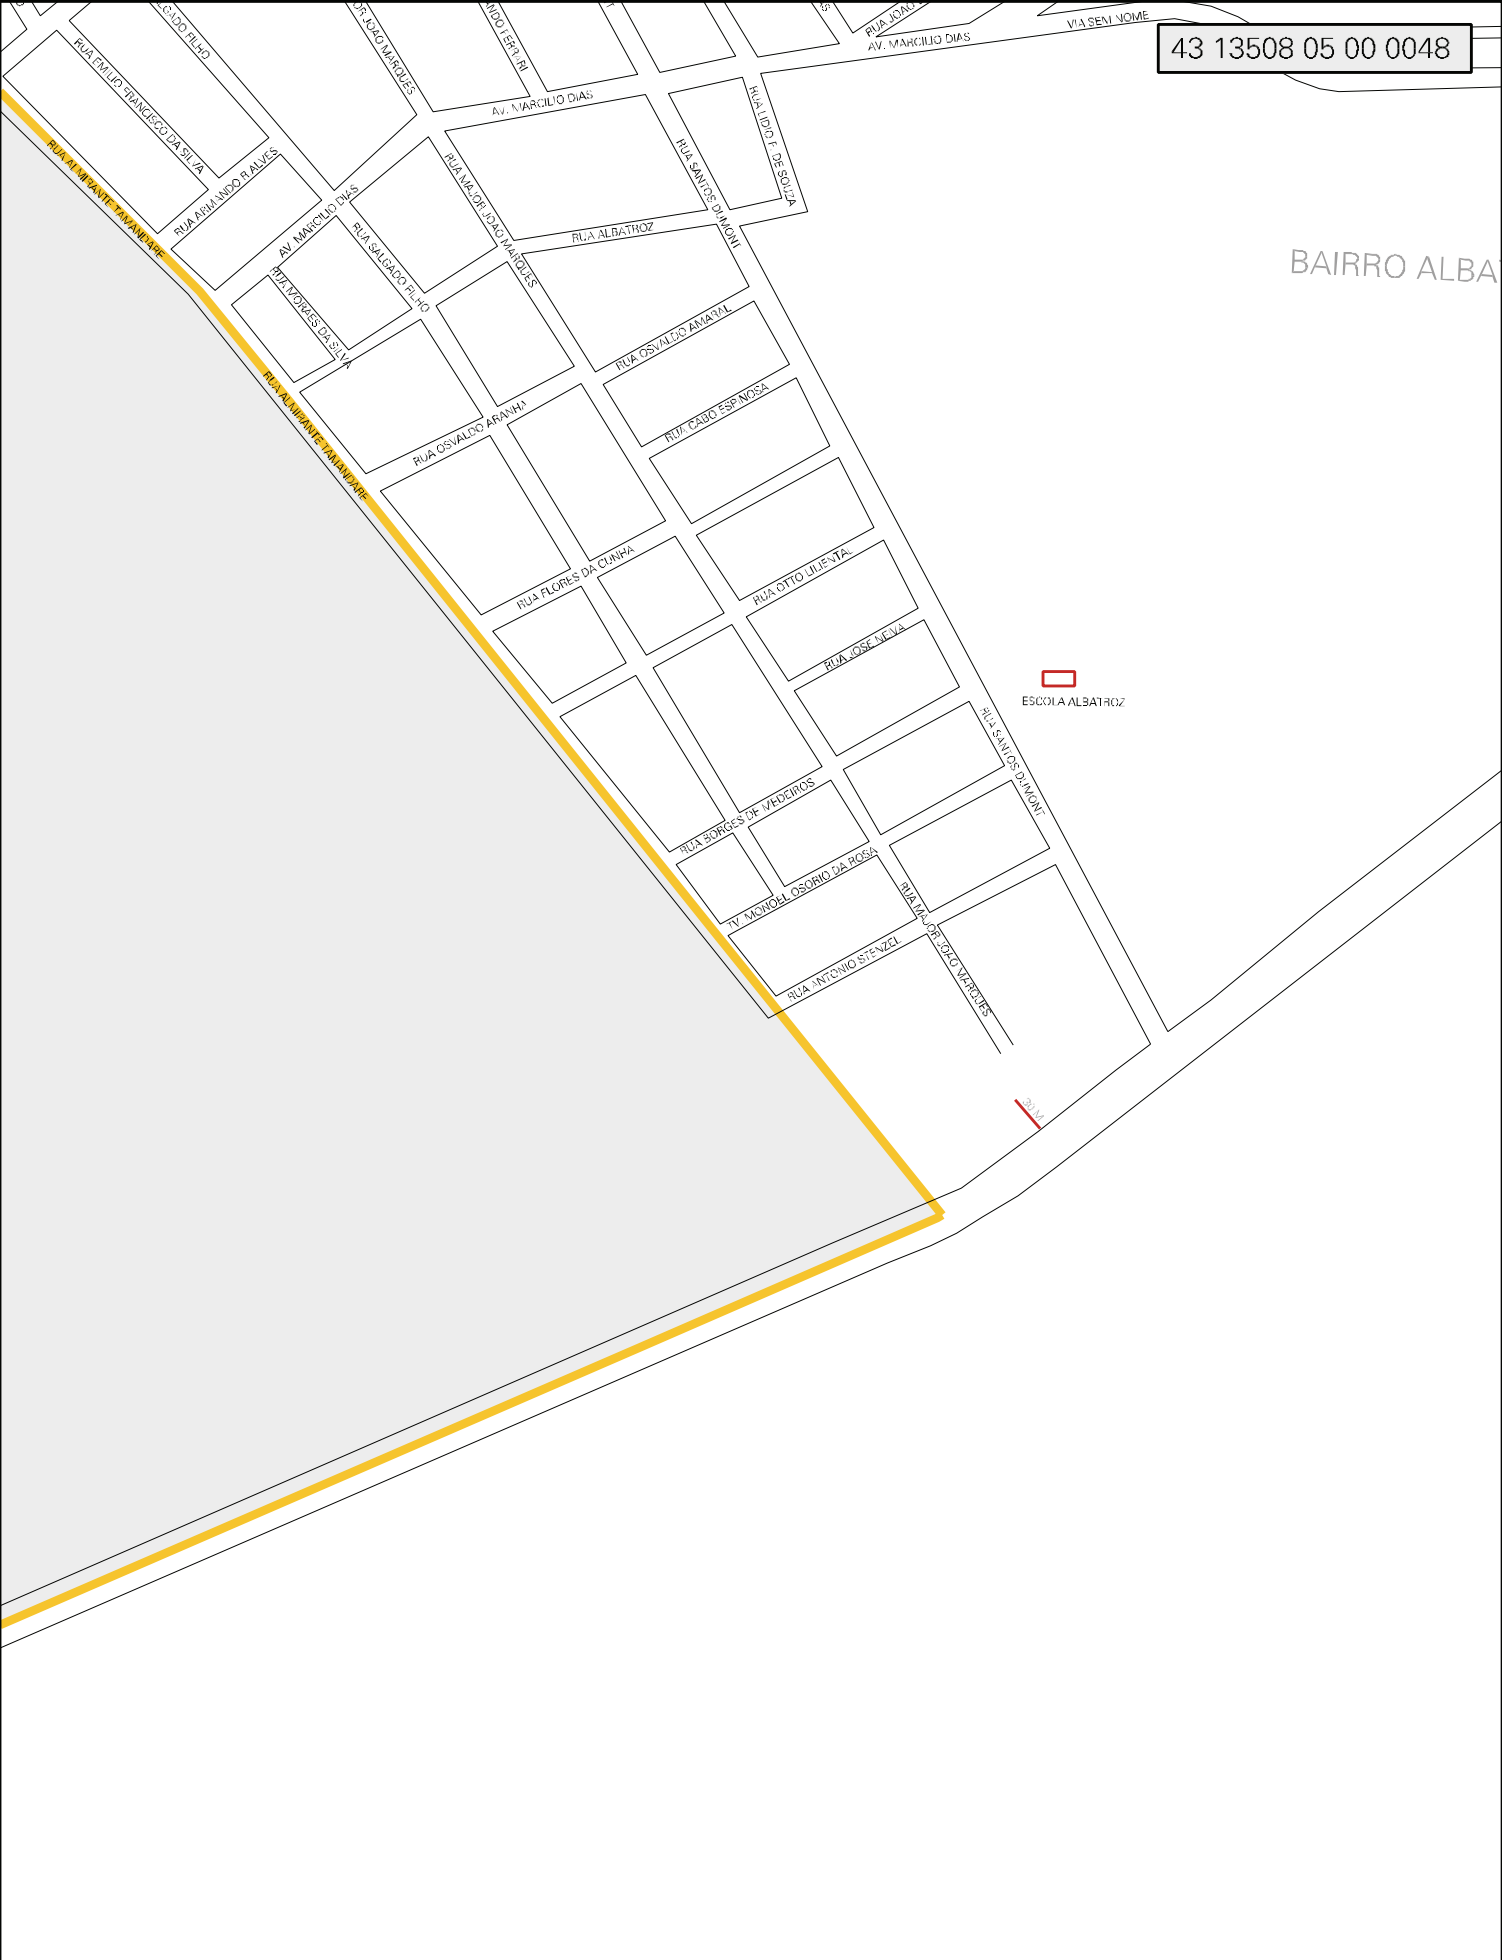 43 13508 05 00 0048
VIA SEM NOME
AV. MARCILIO DIAS
RUA EMILIO FRANCISCO DA SILVA
AV. MARCILIO DIAS
RUA LIDIO F. DE SOUZA
RUA ALMIRANTE TAMANDARE
RUA ARMANDO R ALVES
AV. MARCILIO DIAS
RUA MAJOR JOAO MARQUES
RUA SANTOS DUMONT
RUA ALBATROZ
RUA SALGADO FILHO
RUA MORAES DA SILVA
BAIRRO ALBA
RUA OSVALDO AMARAL
RUA ALMIRANTE TAMANDARE
RUA OSVALDO ARANHA
RUA CABO ESPINOSA
RUA FLORES DA CUNHA
RUA OTTO LILIENTAL
RUA JOSE NEIVA
ESCOLA ALBATROZ
RUA SANTOS DUMONT
RUA BORGES DE MEDEIROS
TV. MONOEL OSORIO DA ROSA
RUA MAJOR JOAO MARQUES
RUA ANTONIO STENZEL
30 M